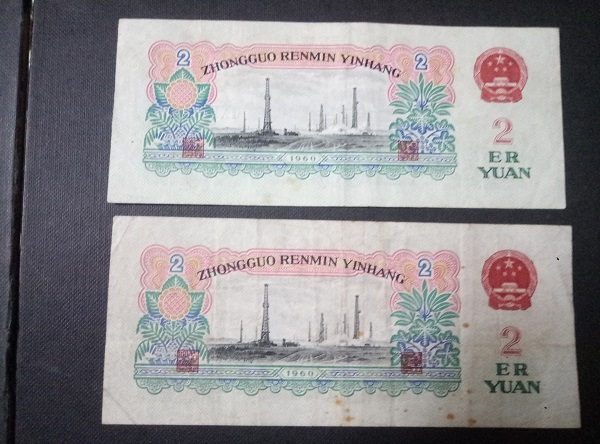 2 2
ZHONGGUO RENMIN YINHANG
1960
2
ER
YUAN
2 2
ZHONGGUO RENMIN YINHANG
1960
2
ER
YUAN